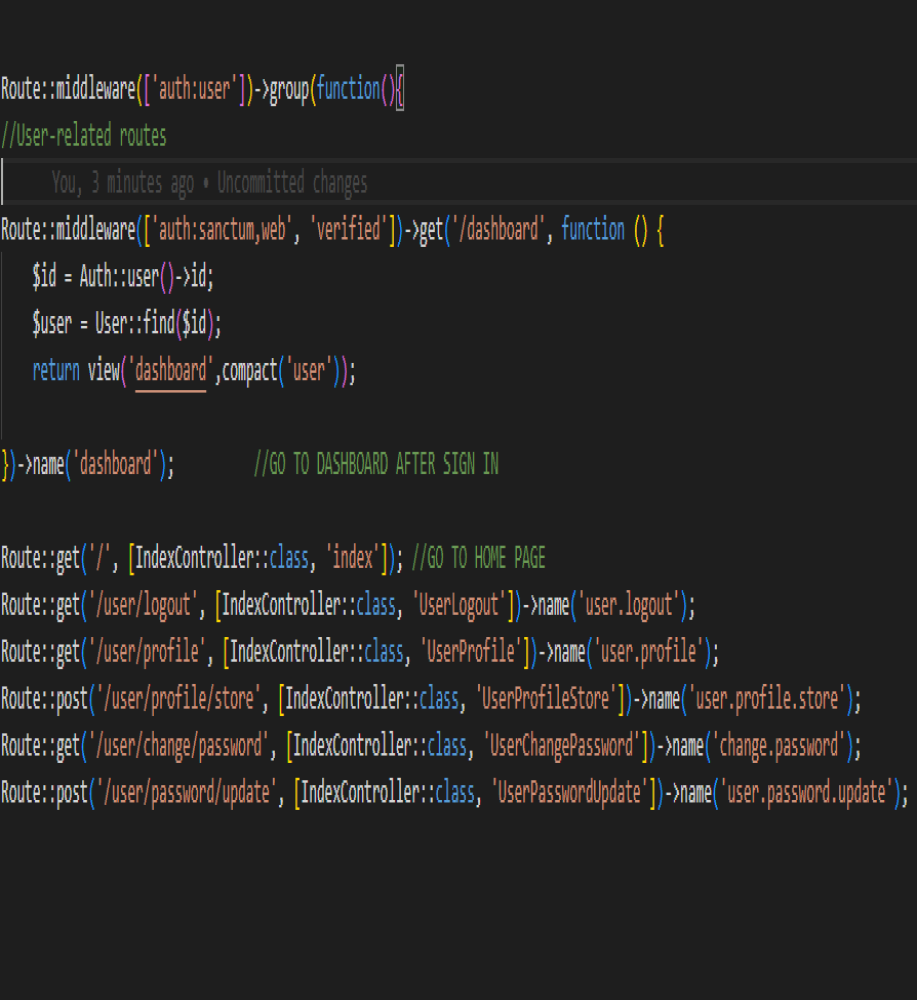 Route::middleware(['auth:user'])->group(function(){
//User-related routes
You, 3 minutes ago • Uncommitted changes
Route::middleware(['auth:sanctum,web', 'verified'])->get('/dashboard', function () {
$id = Auth::user()->id;
$user = User::find($id);
return view('dashboard',compact('user'));
})->name('dashboard'); //GO TO DASHBOARD AFTER SIGN IN
Route::get('/', [IndexController::class, 'index']); //GO TO HOME PAGE
Route::get('/user/logout', [IndexController::class, 'UserLogout'])->name('user.logout');
Route::get('/user/profile', [IndexController::class, 'UserProfile'])->name('user.profile');
Route::post('/user/profile/store', [IndexController::class, 'UserProfileStore'])->name('user.profile.store');
Route::get('/user/change/password', [IndexController::class, 'UserChangePassword'])->name('change.password');
Route::post('/user/password/update', [IndexController::class, 'UserPasswordUpdate'])->name('user.password.update');